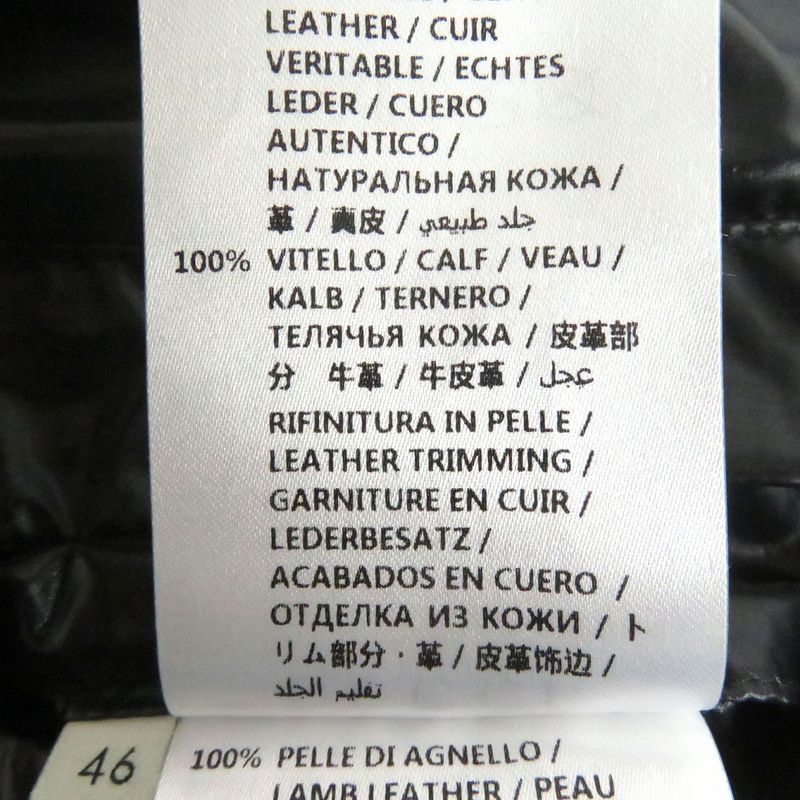 LEATHER / CUIR
VERITABLE / ECHTES
LEDER / CUERO
AUTENTICO /
НАТУРАЛЬНАЯ КОЖА /
革 / 真皮 / جلد طبيعي
100% VITELLO / CALF / VEAU /
KALB / TERNERO /
ТЕЛЯЧЬЯ КОЖА / 皮革部
分 牛革 / 牛皮革 / عجل
RIFINITURA IN PELLE /
LEATHER TRIMMING /
GARNITURE EN CUIR /
LEDERBESATZ /
ACABADOS EN CUERO /
ОТДЕЛКА ИЗ КОЖИ / ト
リム部分・革 / 皮革饰边 /
تقليم الجلد
46
100% PELLE DI AGNELLO /
LAMB LEATHER / PEAU